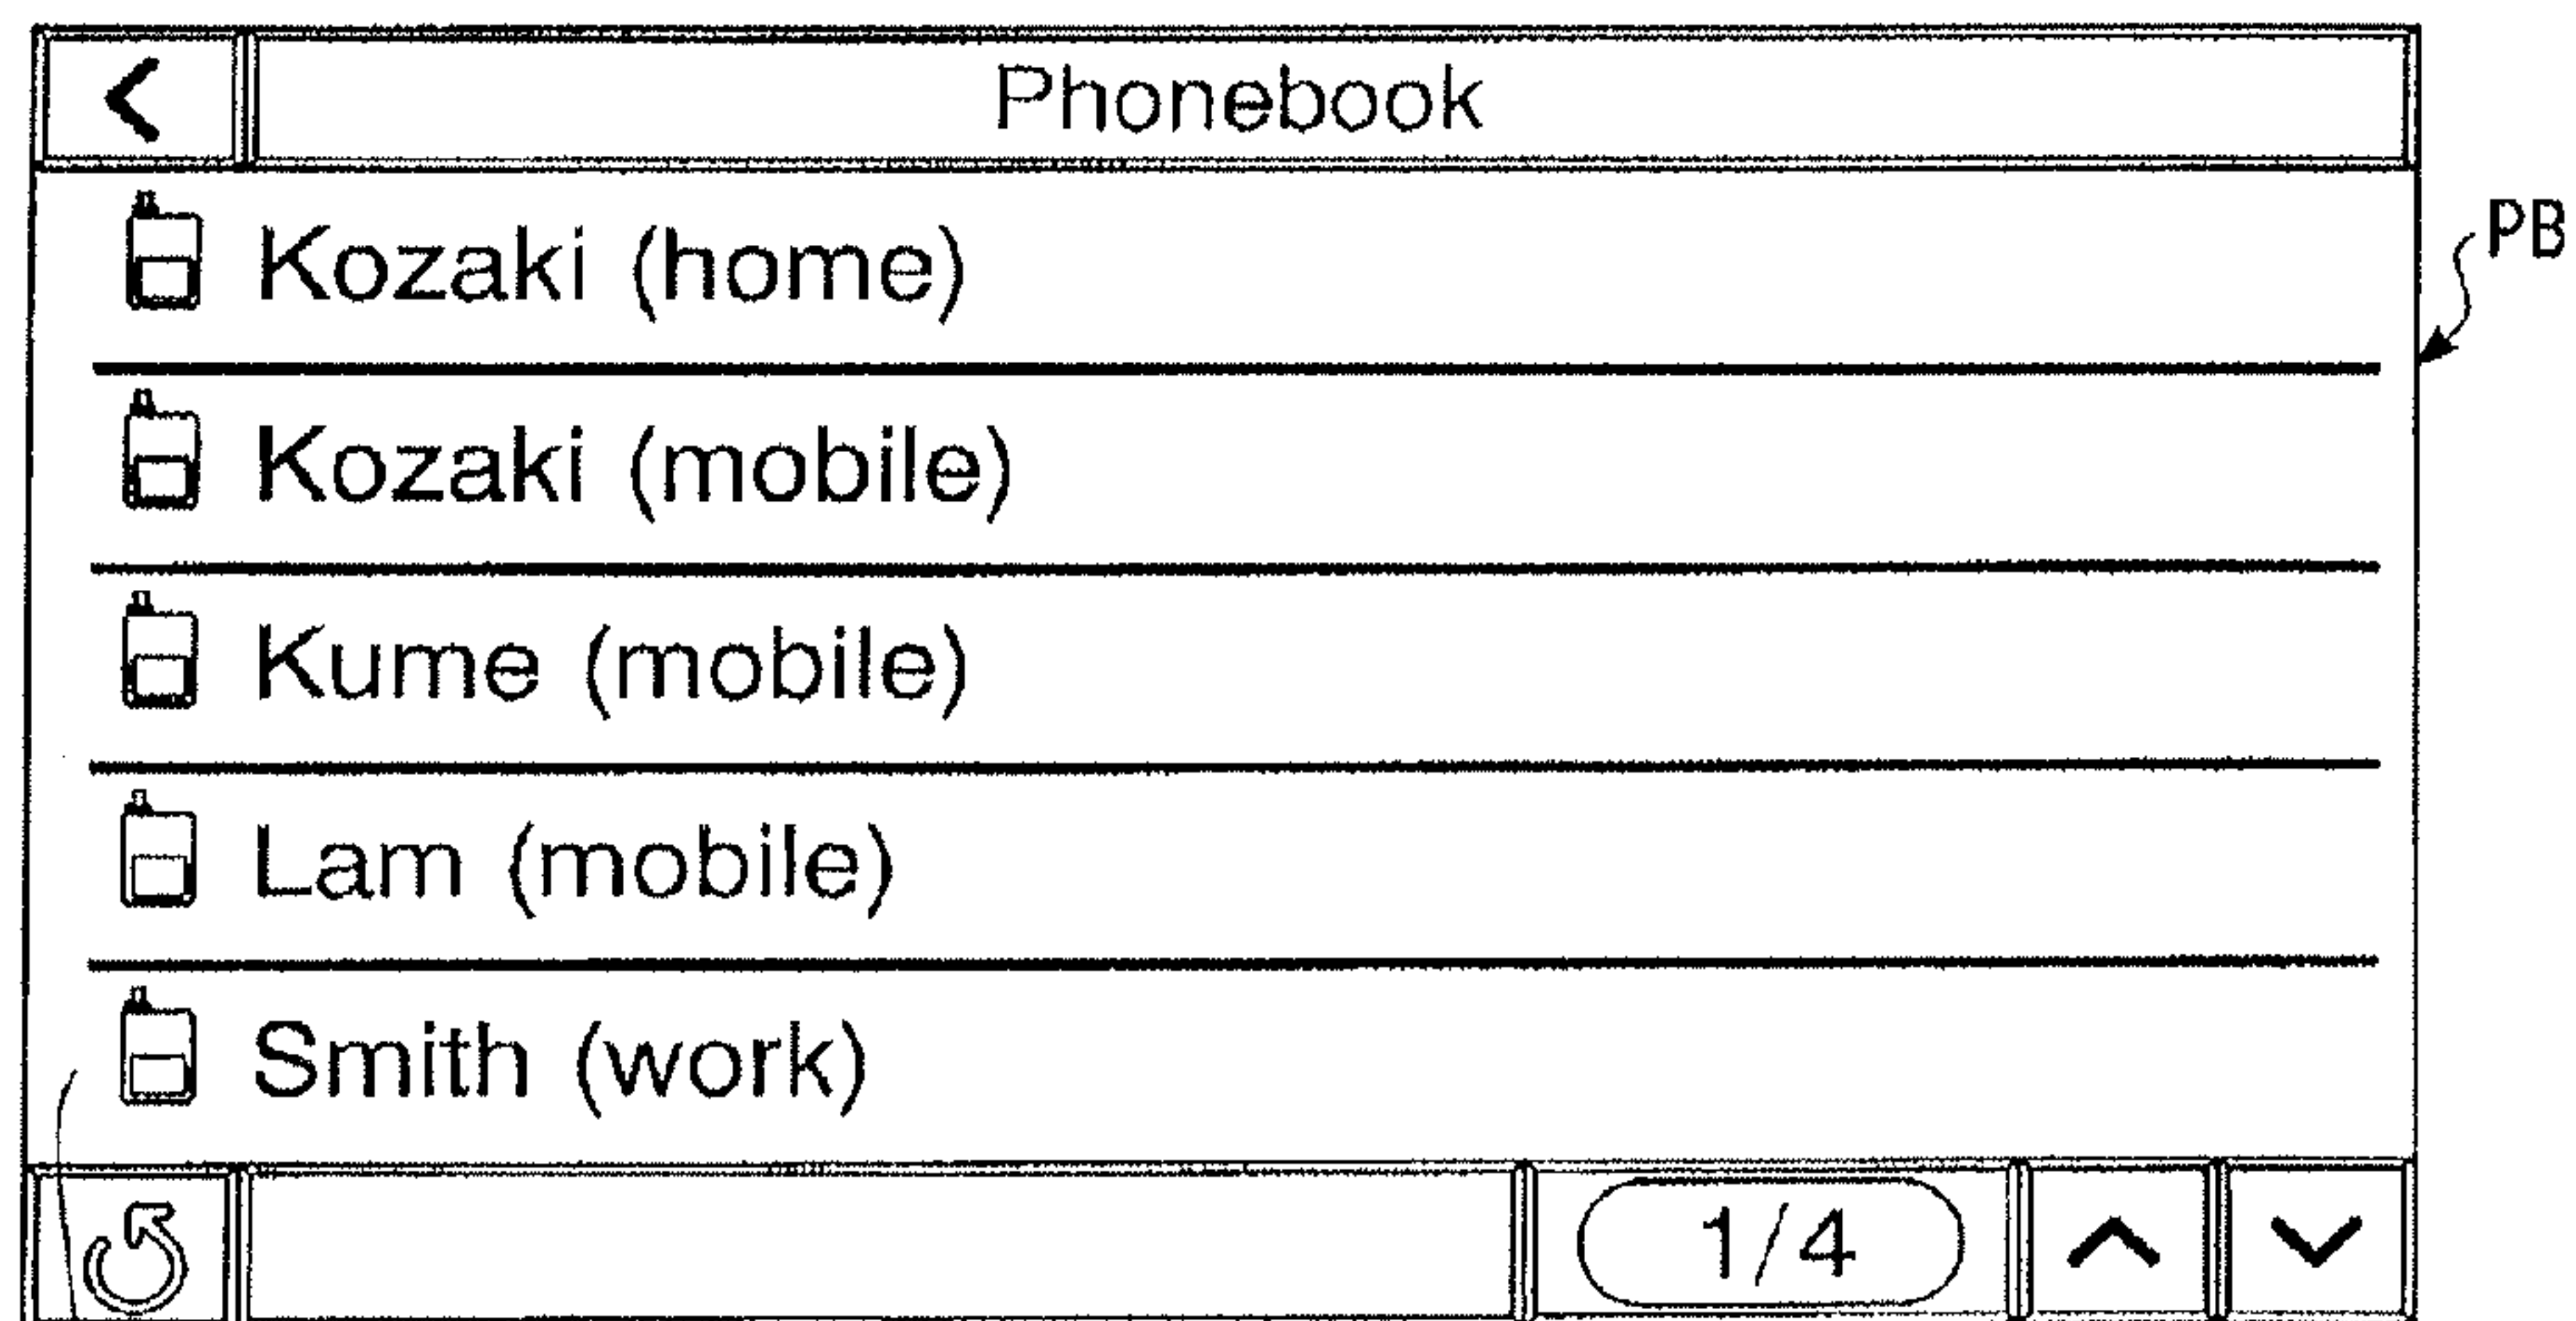 Phonebook
Kozaki (home)
PB
Kozaki (mobile)
Kume (mobile)
Lam (mobile)
Smith (work)
1/4